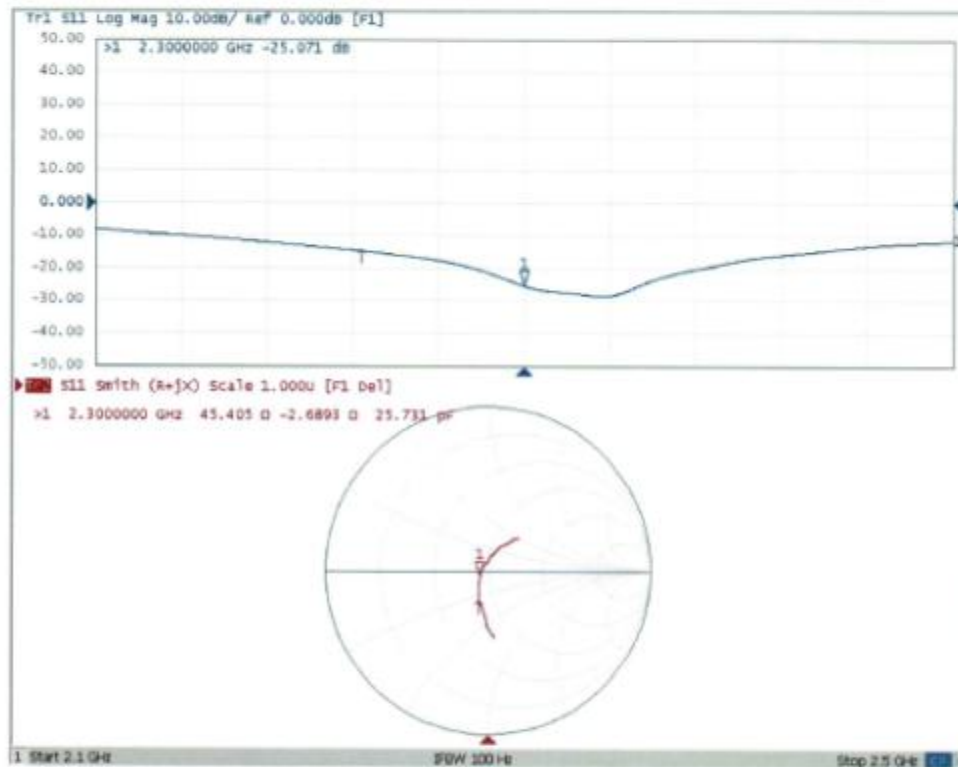 Tr1 S11 Log Mag 10.00dB/ Ref 0.000dB [F1]
50.00
>1 2.3000000 GHz -25.071 dB
40.00
30.00
20.00
10.00
0.000
-10.00
-20.00
1
-30.00
-40.00
-50.00
S11 Smith (R+jX) Scale 1.000U [F1 Del]
>1 2.3000000 GHz 45.405 Ω -2.6893 Ω 25.731 pF
1
1 Start 2.1 GHz IFBW 100 Hz Stop 2.5 GHz